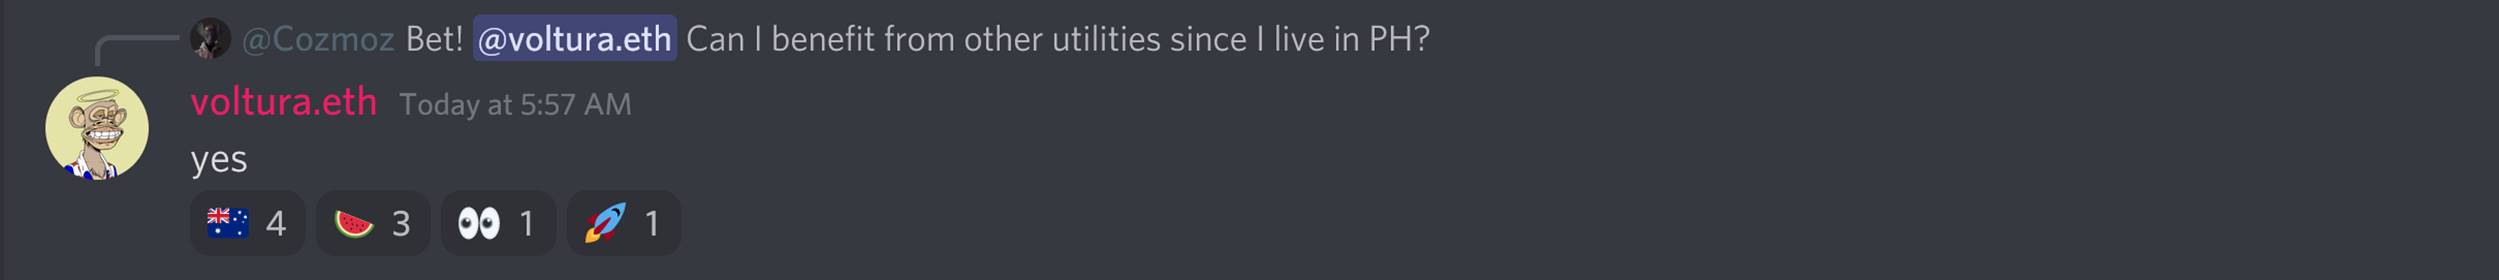 @Cozmoz Bet! @voltura.eth Can I benefit from other utilities since I live in PH?
voltura.eth Today at 5:57 AM
yes
4 3 1 1